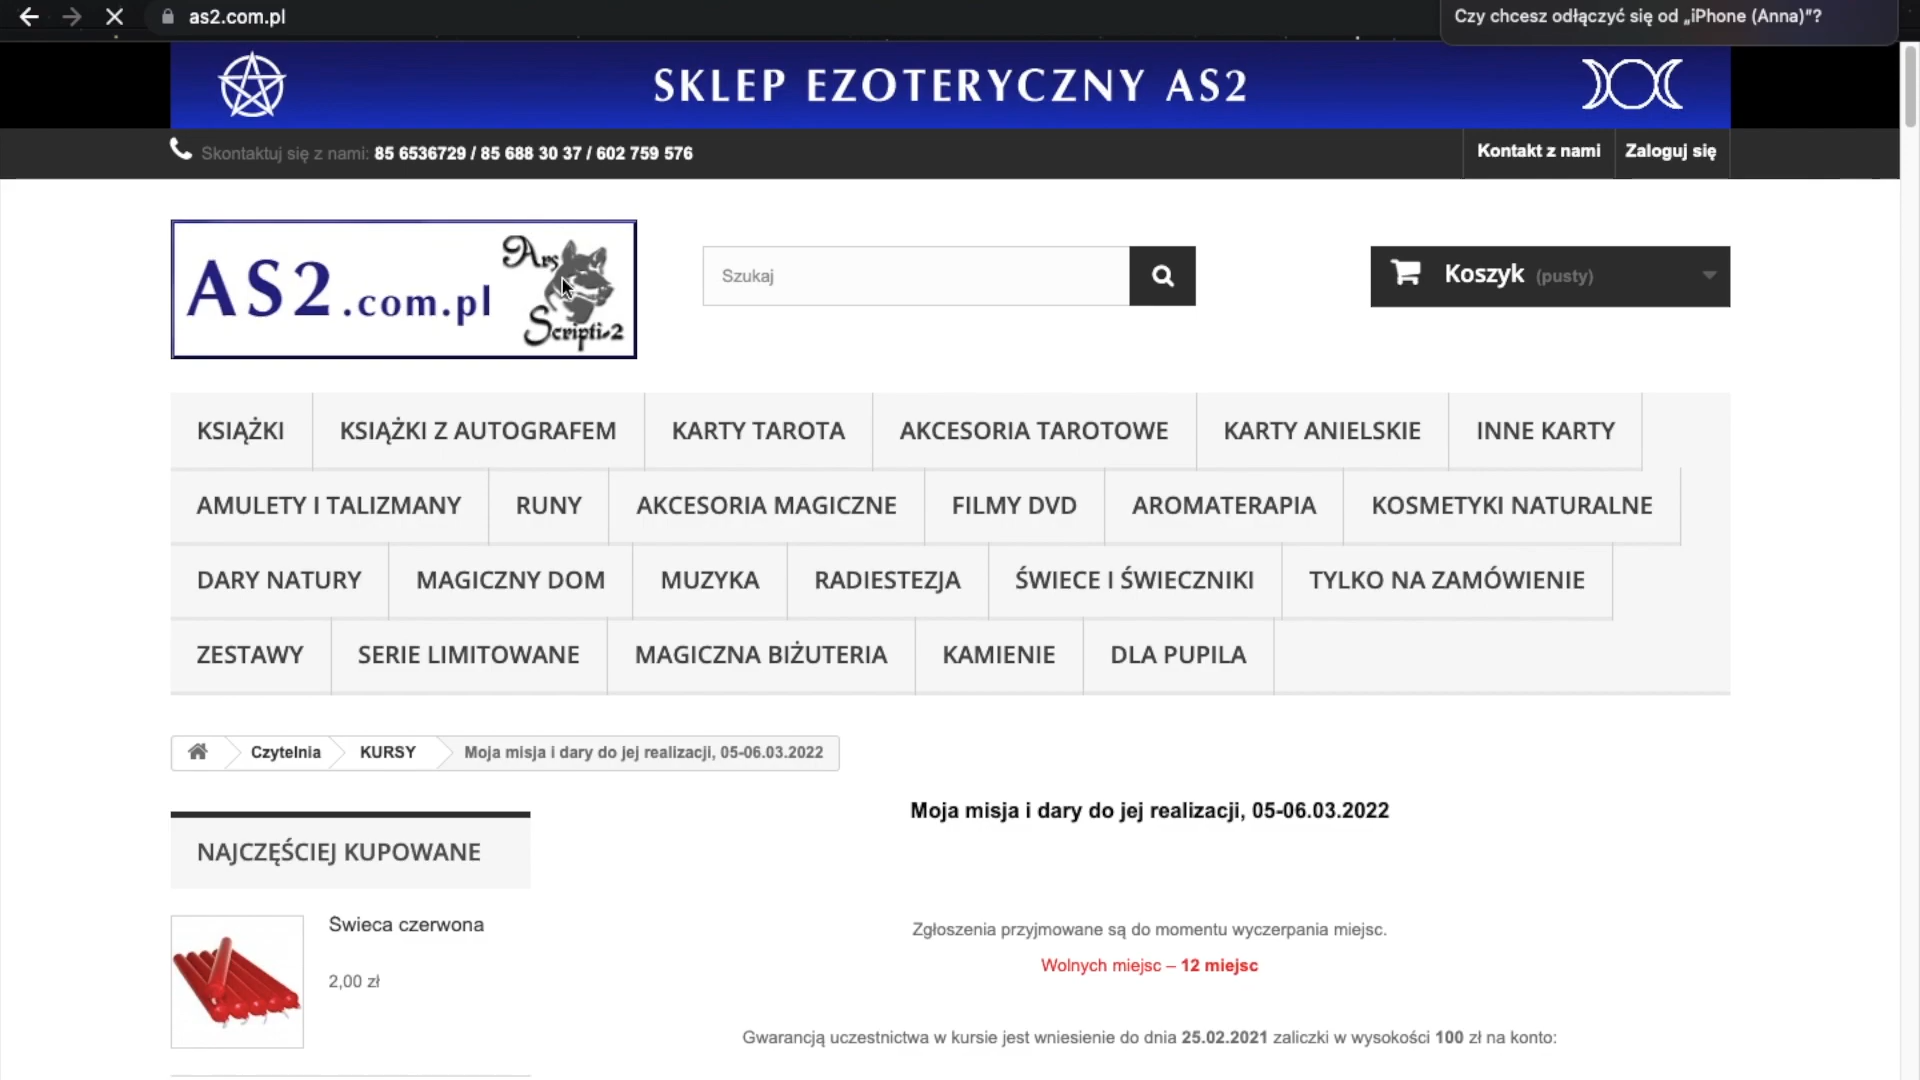 as2.com.pl
Czy chcesz odłączyć się od „iPhone (Anna)"?
SKLEP EZOTERYCZNY AS2
Skontaktuj się z nami: 85 6536729 / 85 688 30 37 / 602 759 576
Kontakt z nami
Zaloguj się
AS2.com.pl
Ars
Scripti-2
Szukaj
Koszyk (pusty)
KSIĄŻKI
KSIĄŻKI Z AUTOGRAFEM
KARTY TAROTA
AKCESORIA TAROTOWE
KARTY ANIELSKIE
INNE KARTY
AMULETY I TALIZMANY
RUNY
AKCESORIA MAGICZNE
FILMY DVD
AROMATERAPIA
KOSMETYKI NATURALNE
DARY NATURY
MAGICZNY DOM
MUZYKA
RADIESTEZJA
ŚWIECE I ŚWIECZNIKI
TYLKO NA ZAMÓWIENIE
ZESTAWY
SERIE LIMITOWANE
MAGICZNA BIŻUTERIA
KAMIENIE
DLA PUPILA
Czytelnia
KURSY
Moja misja i dary do jej realizacji, 05-06.03.2022
Moja misja i dary do jej realizacji, 05-06.03.2022
NAJCZĘŚCIEJ KUPOWANE
Świeca czerwona
2,00 zł
Zgłoszenia przyjmowane są do momentu wyczerpania miejsc.
Wolnych miejsc – 12 miejsc
Gwarancją uczestnictwa w kursie jest wniesienie do dnia 25.02.2021 zaliczki w wysokości 100 zł na konto: